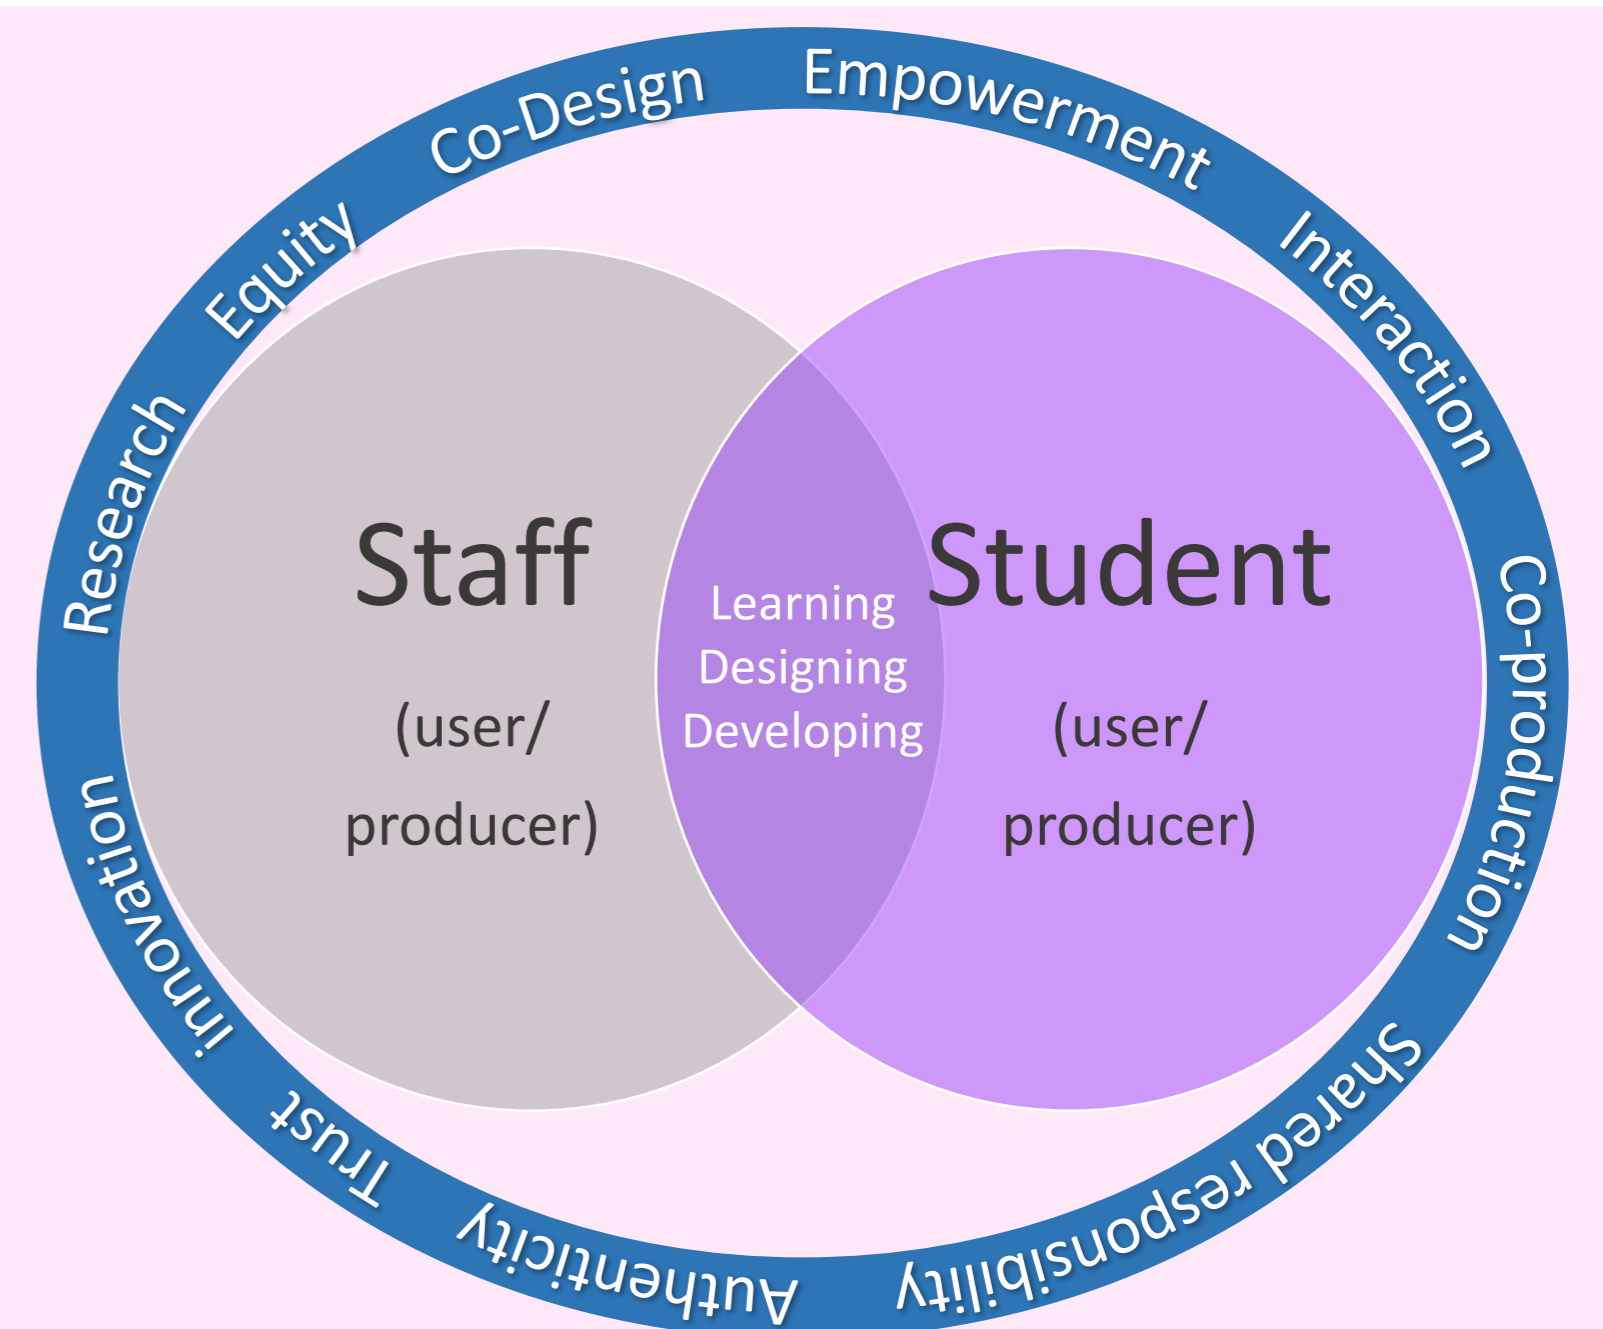 Co-Design
Empowerment
Interaction
Co-production
Shared responsibility
Authenticity
Trust
innovation
Research
Equity
Staff
(user/
producer)
Learning
Designing
Developing
Student
(user/
producer)